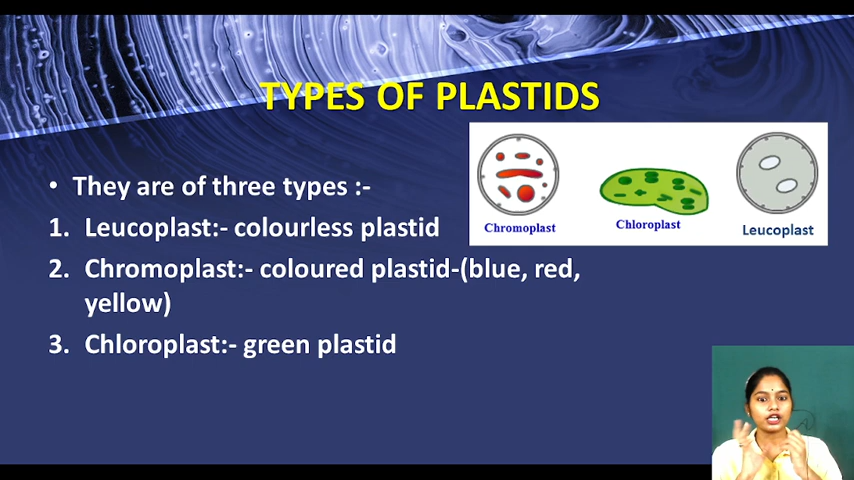 TYPES OF PLASTIDS
• They are of three types :-
1. Leucoplast:- colourless plastid
2. Chromoplast:- coloured plastid-(blue, red,
yellow)
3. Chloroplast:- green plastid
Chromoplast
Chloroplast
Leucoplast